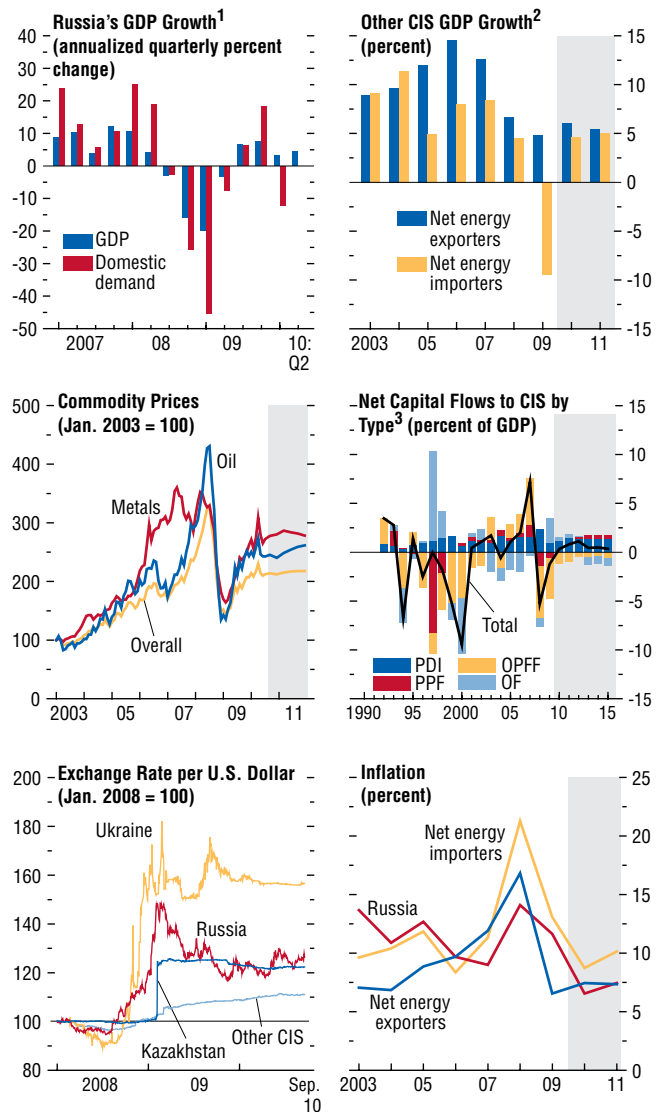 Russia's GDP Growth1
(annualized quarterly percent
change)
40
30
20
10
0
-10
-20
-30
-40
-50
GDP
Domestic
demand
2007
08
08
09
10:
Q2
Other CIS GDP Growth2
(percent)
15
10
5
0
-5
-10
-15
Net energy
exporters
Net energy
importers
2003
05
07
09
11
Commodity Prices
(Jan. 2003 = 100)
500
400
300
200
100
0
Oil
Metals
Overall
2003
05
07
09
11
Net Capital Flows to CIS by
Type3 (percent of GDP)
15
10
5
0
-5
-10
-15
Total
PDI
OPFF
PPF
OF
1990
95
2000
05
10
15
Exchange Rate per U.S. Dollar
(Jan. 2008 = 100)
200
180
160
140
120
100
80
Ukraine
Russia
Other CIS
Kazakhstan
2008
09
Sep.
10
Inflation
(percent)
25
20
15
10
5
0
Net energy
importers
Russia
Net energy
exporters
2003
05
07
09
11